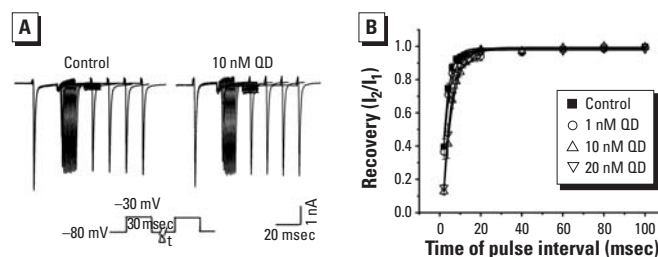 A
Control
10 nM QD
−30 mV
30 msec
−80 mV
Δt
1 nA
20 msec
B
Recovery (I2/I1)
1.0
0.8
0.6
0.4
0.2
0.0
Control
1 nM QD
10 nM QD
20 nM QD
0 20 40 60 80 100
Time of pulse interval (msec)